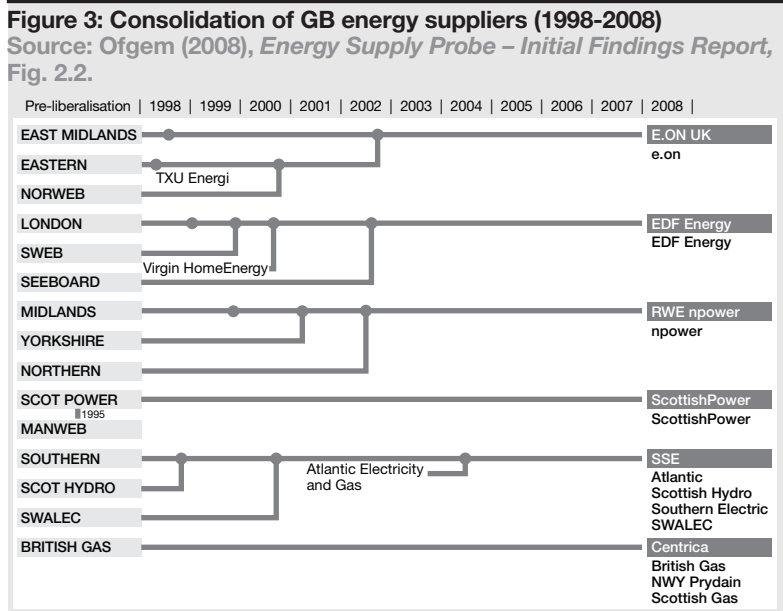 Figure 3: Consolidation of GB energy suppliers (1998-2008)
Source: Ofgem (2008), Energy Supply Probe – Initial Findings Report,
Fig. 2.2.
Pre-liberalisation | 1998 | 1999 | 2000 | 2001 | 2002 | 2003 | 2004 | 2005 | 2006 | 2007 | 2008 |
EAST MIDLANDS
E.ON UK
e.on
EASTERN
TXU Energi
NORWEB
LONDON
EDF Energy
EDF Energy
SWEB
Virgin HomeEnergy
SEEBOARD
MIDLANDS
RWE npower
npower
YORKSHIRE
NORTHERN
SCOT POWER
ScottishPower
ScottishPower
1995
MANWEB
SOUTHERN
SSE
Atlantic Electricity
and Gas
Atlantic
Scottish Hydro
Southern Electric
SWALEC
SCOT HYDRO
SWALEC
BRITISH GAS
Centrica
British Gas
NWY Prydain
Scottish Gas